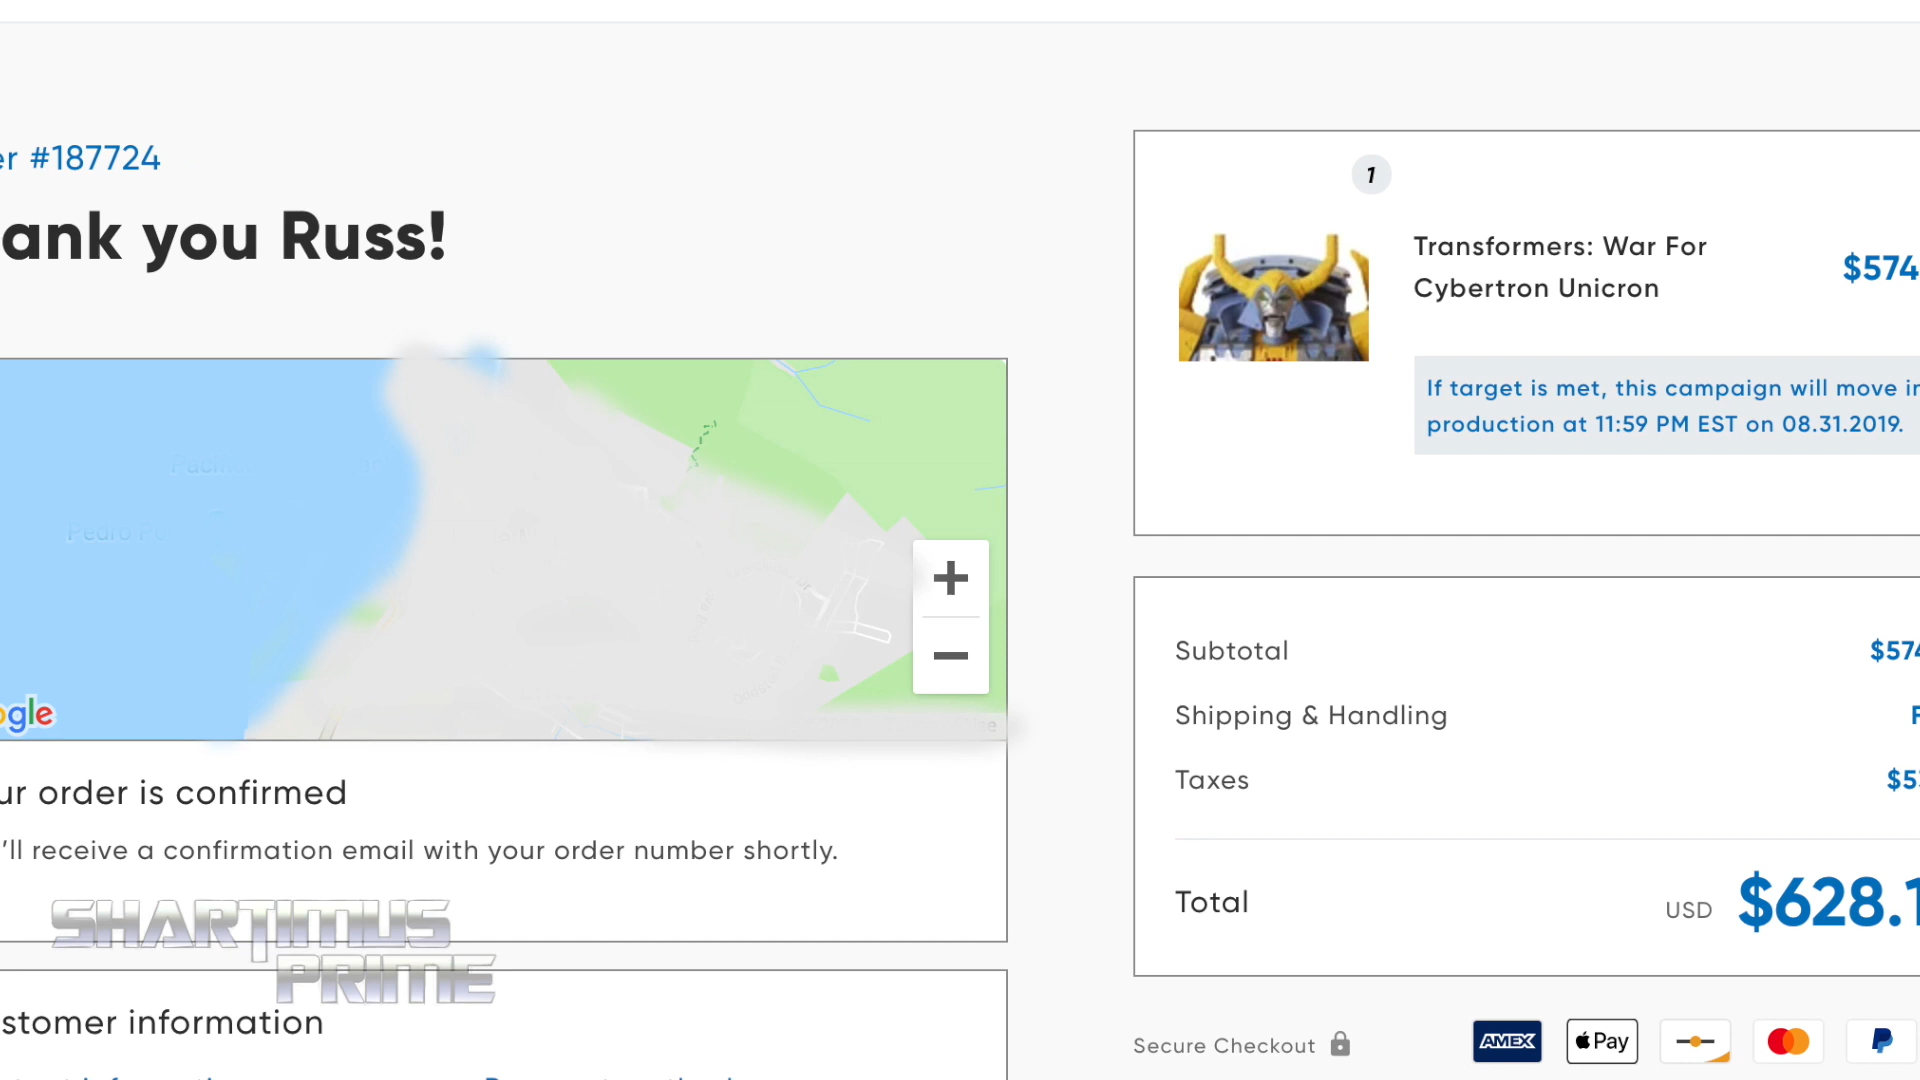 er #187724
ank you Russ!
gle
ur order is confirmed
'll receive a confirmation email with your order number shortly.
SHARTIMUS
PRIME
stomer information
1
Transformers: War For
Cybertron Unicron
$574
If target is met, this campaign will move in
production at 11:59 PM EST on 08.31.2019.
Subtotal
$574
Shipping & Handling
F
Taxes
$53
Total
USD $628.1
Secure Checkout
AMEX
Pay